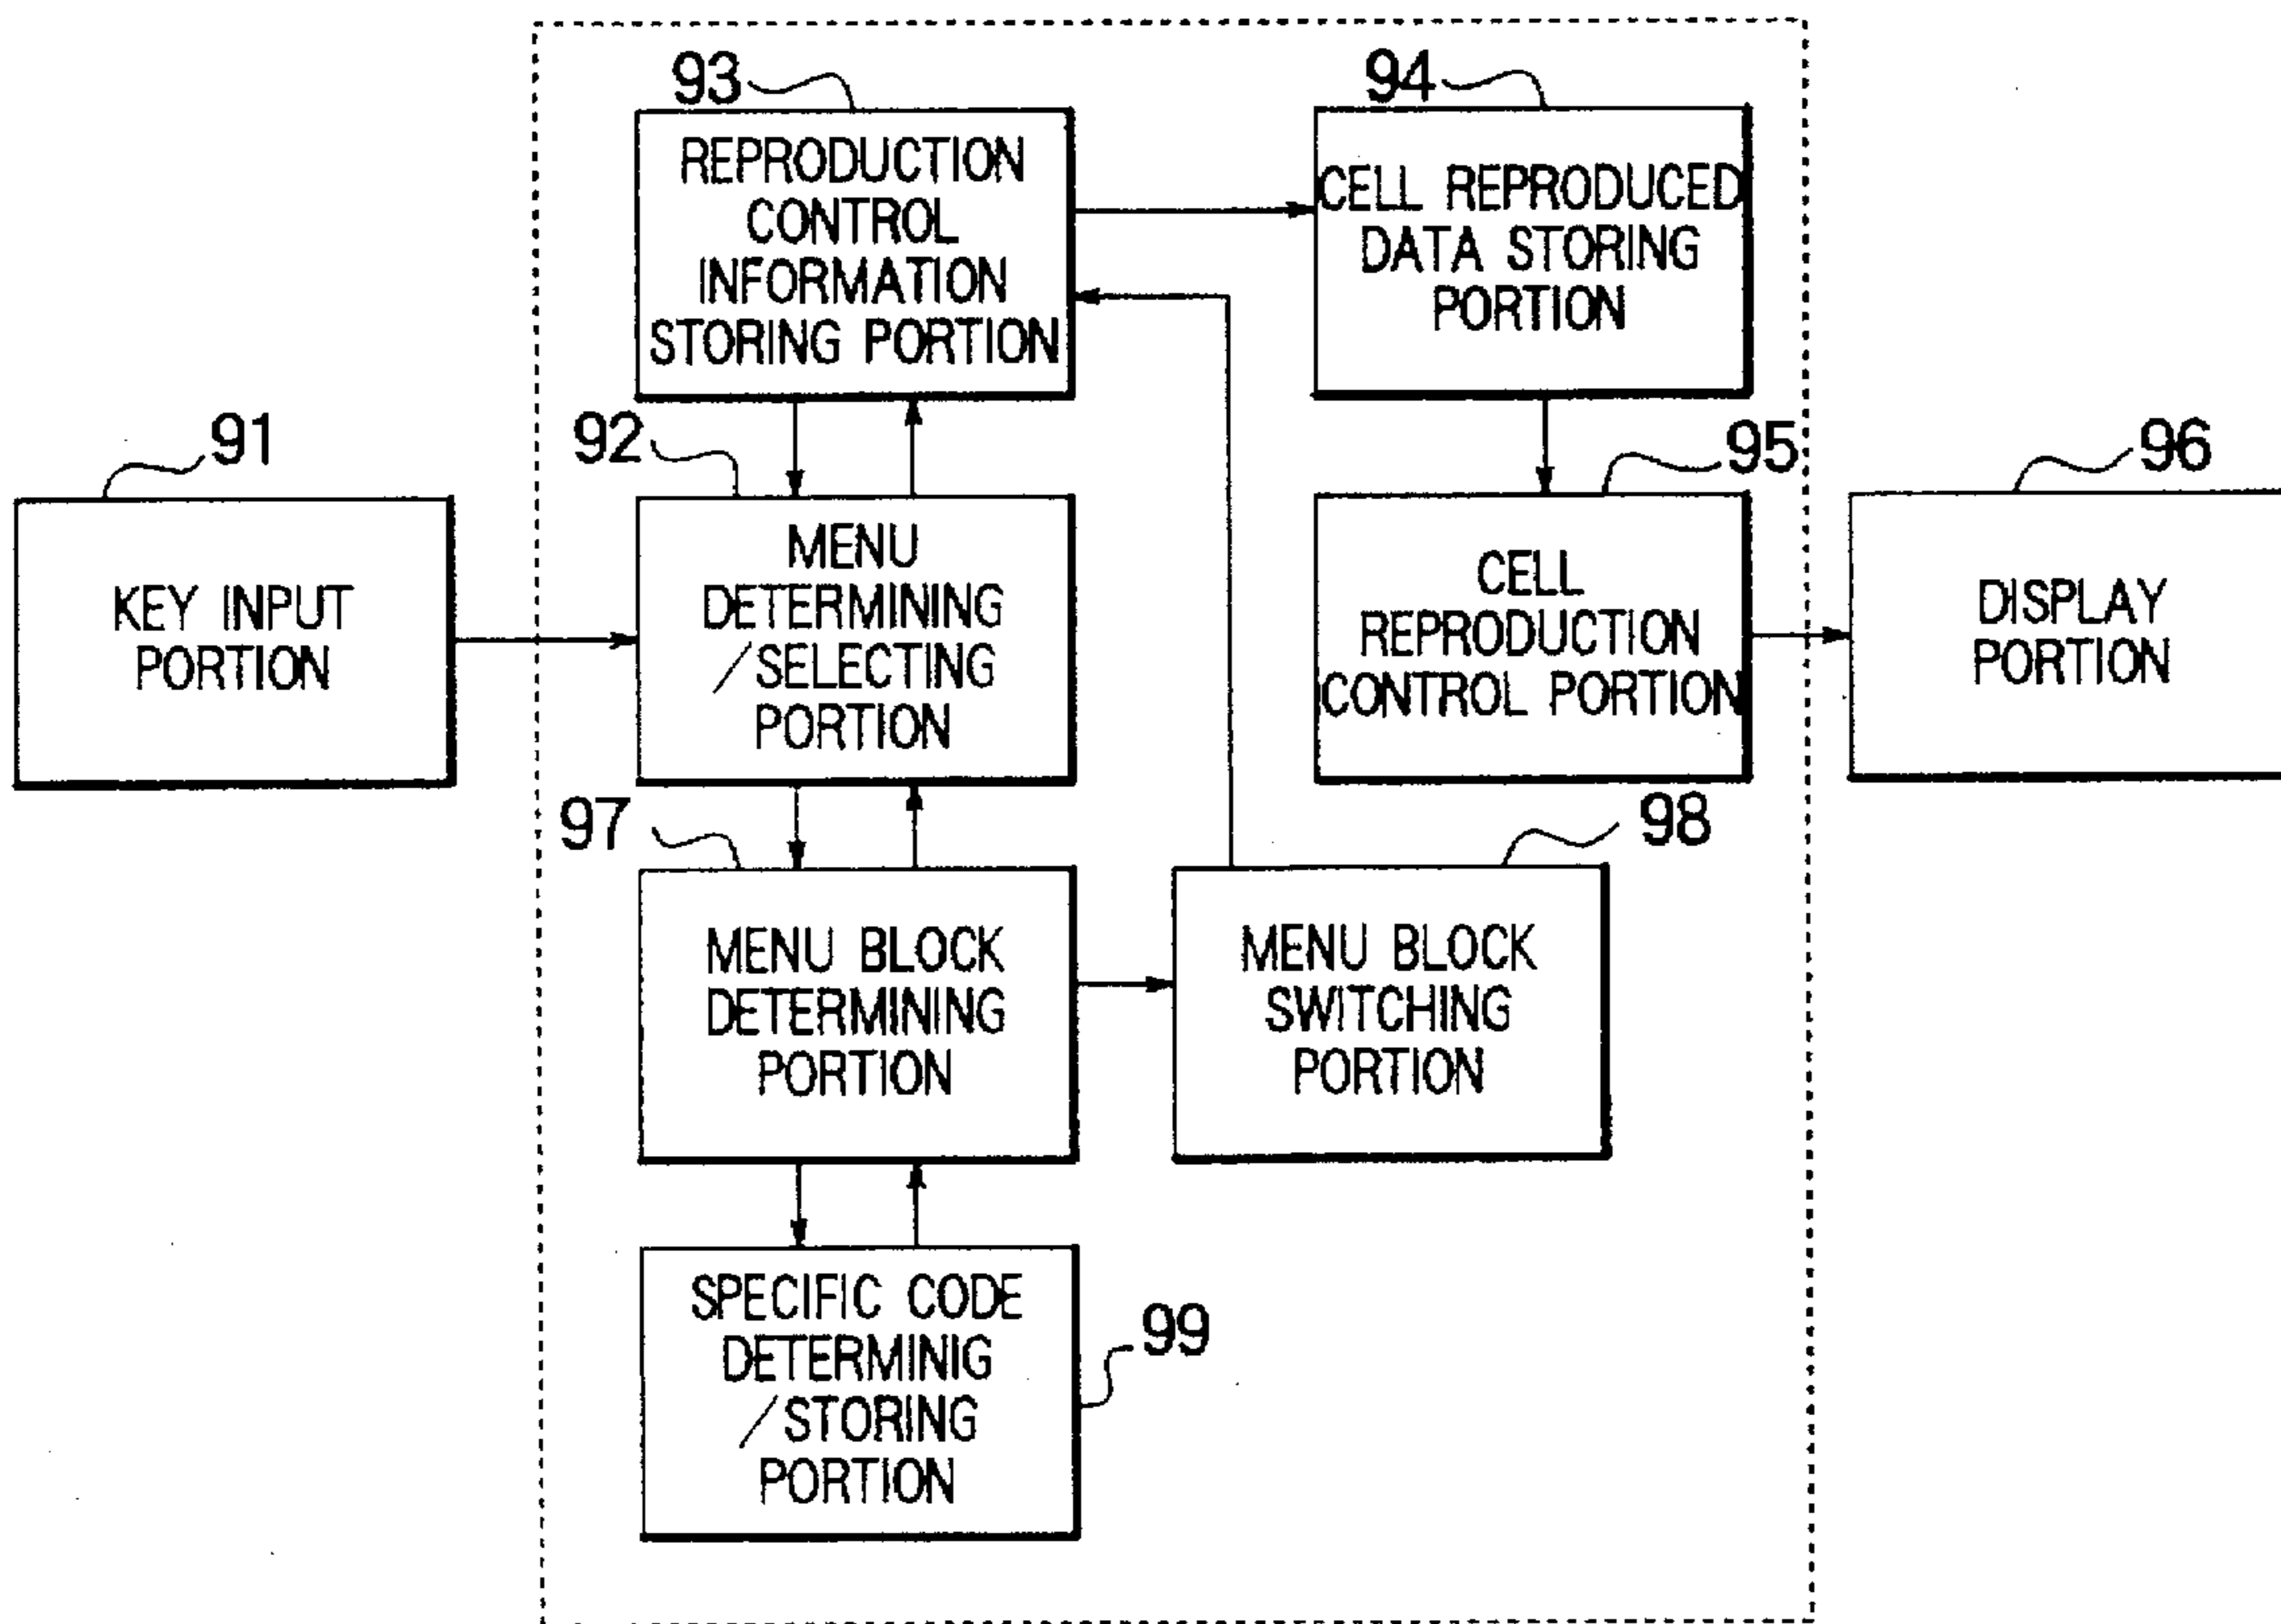 93
REPRODUCTION
CONTROL
INFORMATION
STORING PORTION
94
CELL REPRODUCED
DATA STORING
PORTION
91
KEY INPUT
PORTION
92
MENU
DETERMINING
/SELECTING
PORTION
95
CELL
REPRODUCTION
CONTROL PORTION
96
DISPLAY
PORTION
97
MENU BLOCK
DETERMINING
PORTION
98
MENU BLOCK
SWITCHING
PORTION
SPECIFIC CODE
DETERMINIG
/STORING
PORTION
99